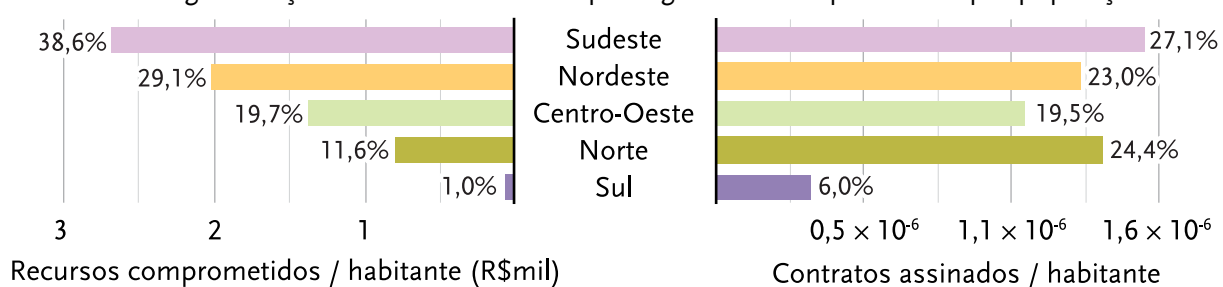 38,6% Sudeste 27,1%
29,1% Nordeste 23,0%
19,7% Centro-Oeste 19,5%
11,6% Norte 24,4%
1,0% Sul 6,0%
3 2 1 0,5 × 10⁻⁶ 1,1 × 10⁻⁶ 1,6 × 10⁻⁶
Recursos comprometidos / habitante (R$mil) Contratos assinados / habitante